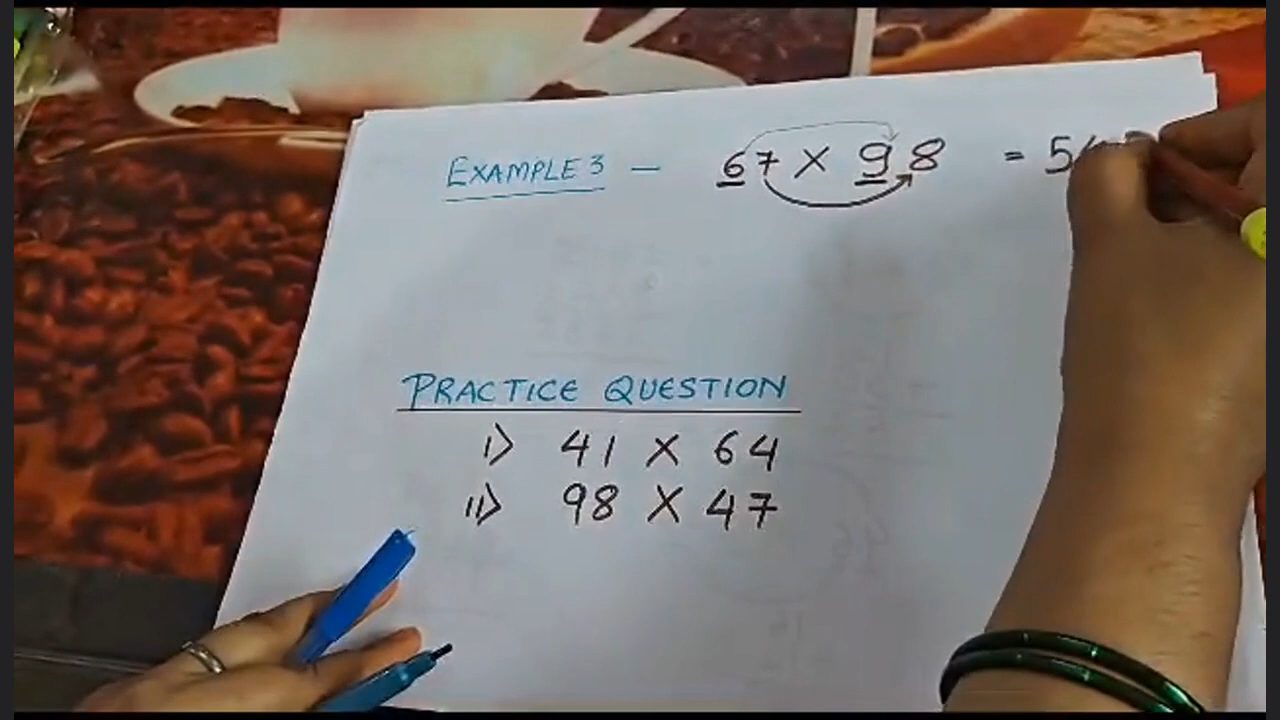 EXAMPLE 3 - 67 X 98 = 5
PRACTICE QUESTION
I) 41 X 64
II) 98 X 47